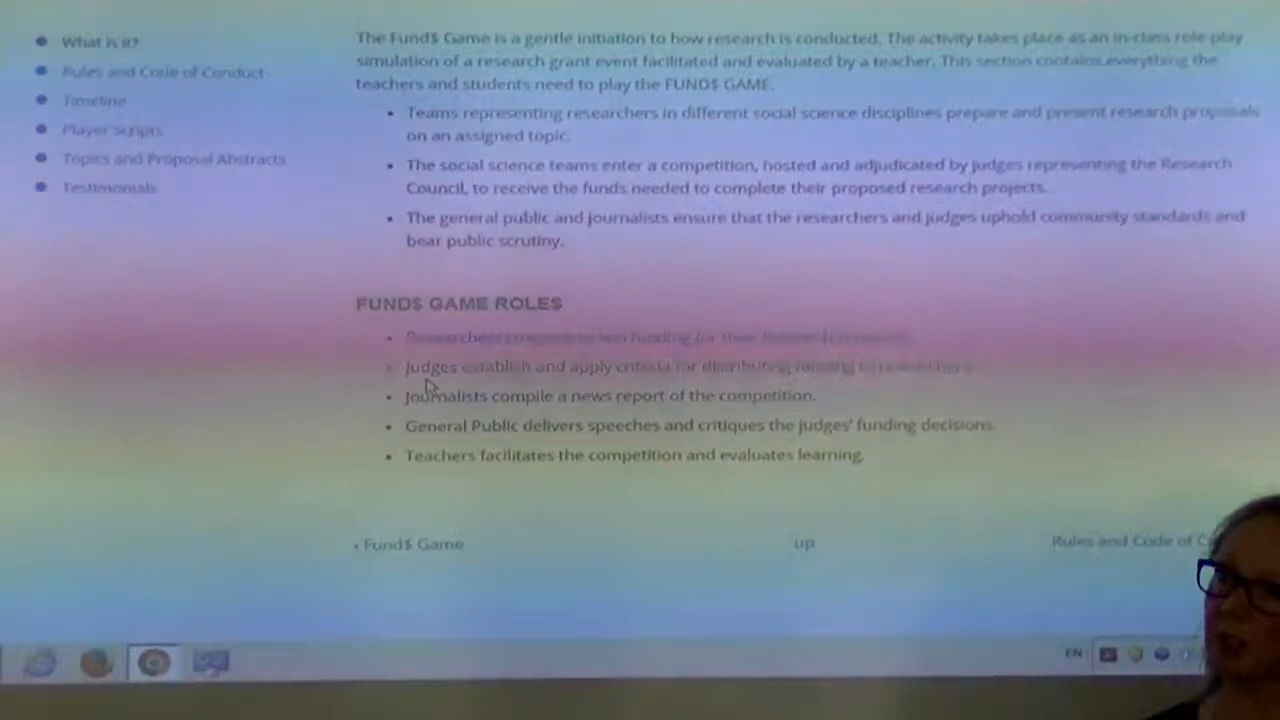 What is it?
Rules and Code of Conduct
Timeline
Player Scripts
Topics and Proposal Abstracts
Testimonials
The Fund$ Game is a gentle initiation to how research is conducted. The activity takes place as an in-class role play
simulation of a research grant event facilitated and evaluated by a teacher. This section contains everything the
teachers and students need to play the FUND$ GAME.
Teams representing researchers in different social science disciplines prepare and present research proposals
on an assigned topic.
The social science teams enter a competition, hosted and adjudicated by judges representing the Research
Council, to receive the funds needed to complete their proposed research projects.
The general public and journalists ensure that the researchers and judges uphold community standards and
bear public scrutiny.
FUND$ GAME ROLES
Researchers funding for their
Judges establish and apply criteria for distributing funding to
Journalists compile a news report of the competition.
General Public delivers speeches and critiques the judges' funding decisions.
Teachers facilitates the competition and evaluates learning.
‹ Fund$ Game
up
Rules and Code of
EN